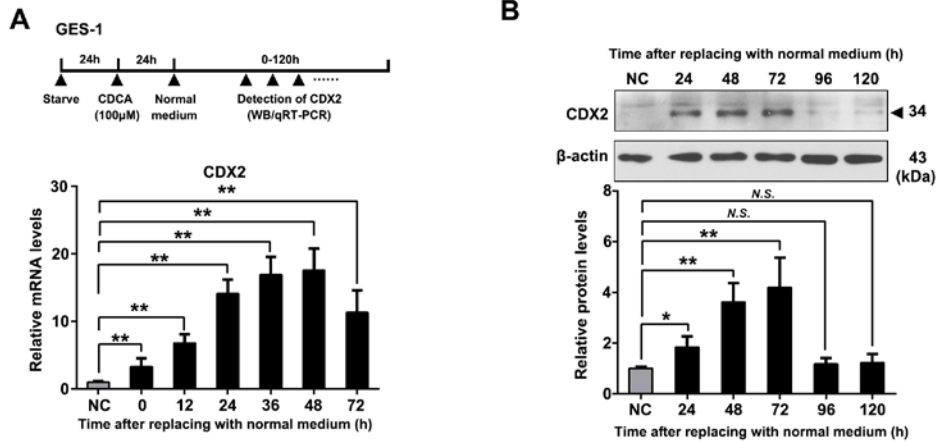 A
GES-1
24h 24h 0-120h
Starve CDCA (100μM) Normal medium Detection of CDX2 (WB/qRT-PCR)
CDX2
Relative mRNA levels
30
20
10
0
**
**
**
**
**
**
NC 0 12 24 36 48 72
Time after replacing with normal medium (h)
B
Time after replacing with normal medium (h)
NC 24 48 72 96 120
CDX2 34
β-actin 43
(kDa)
Relative protein levels
8
6
4
2
0
N.S.
N.S.
**
**
*
NC 24 48 72 96 120
Time after replacing with normal medium (h)